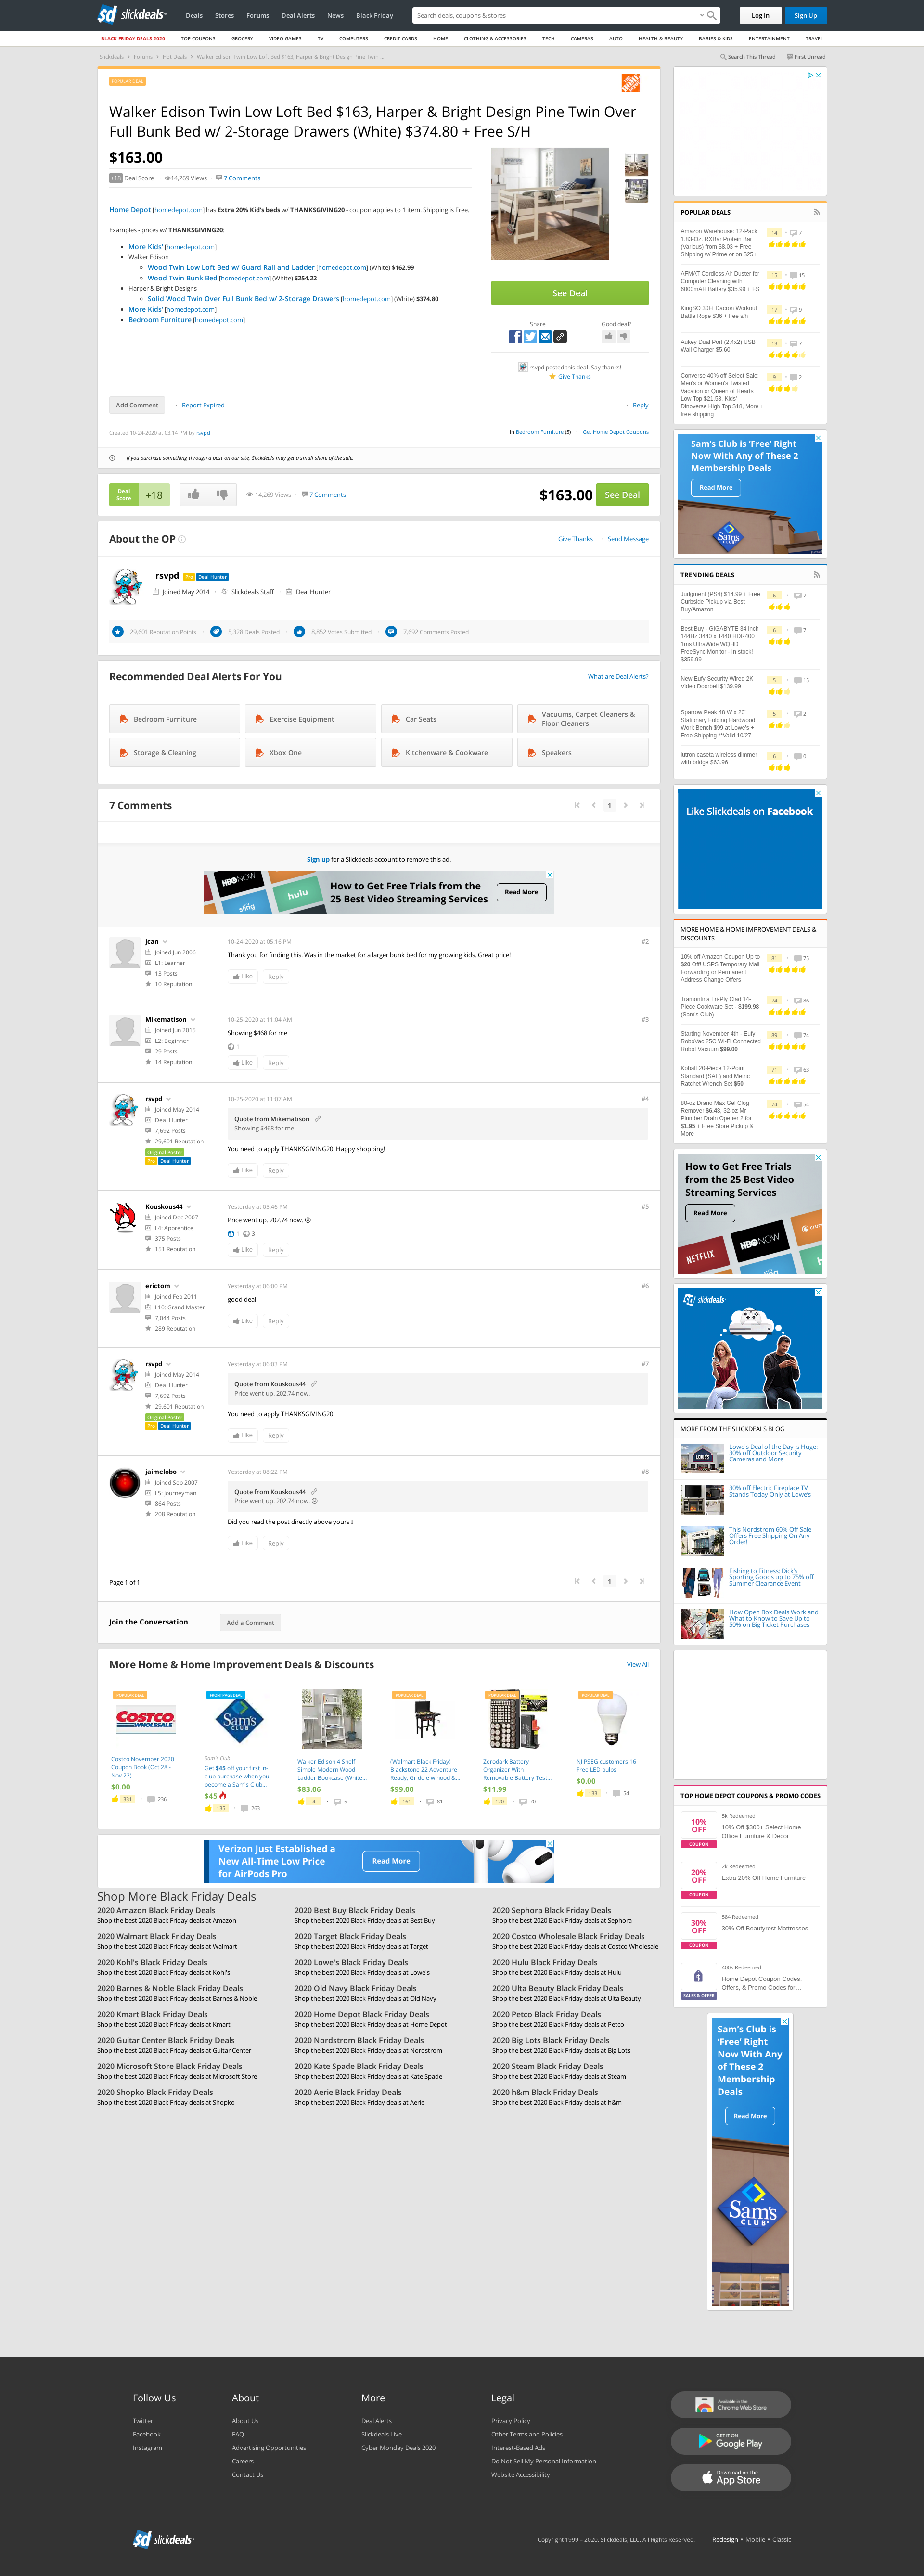 slickdeals
Deals Stores Forums Deal Alerts News Black Friday
Search deals, coupons & stores
Log In
Sign Up
BLACK FRIDAY DEALS 2020 TOP COUPONS GROCERY VIDEO GAMES TV COMPUTERS CREDIT CARDS HOME CLOTHING & ACCESSORIES TECH CAMERAS AUTO HEALTH & BEAUTY BABIES & KIDS ENTERTAINMENT TRAVEL
Slickdeals > Forums > Hot Deals > Walker Edison Twin Low Loft Bed $163, Harper & Bright Design Pine Twin ...
Search This Thread First Unread
POPULAR DEAL
Walker Edison Twin Low Loft Bed $163, Harper & Bright Design Pine Twin Over
Full Bunk Bed w/ 2-Storage Drawers (White) $374.80 + Free S/H
$163.00
+18 Deal Score 14,269 Views 7 Comments
Home Depot [homedepot.com] has Extra 20% Kid's beds w/ THANKSGIVING20 - coupon applies to 1 item. Shipping is Free.
Examples - prices w/ THANKSGIVING20:
More Kids' [homedepot.com]
Walker Edison
Wood Twin Low Loft Bed w/ Guard Rail and Ladder [homedepot.com] (White) $162.99
Wood Twin Bunk Bed [homedepot.com] (White) $254.22
Harper & Bright Designs
Solid Wood Twin Over Full Bunk Bed w/ 2-Storage Drawers [homedepot.com] (White) $374.80
More Kids' [homedepot.com]
Bedroom Furniture [homedepot.com]
See Deal
Share
Good deal?
rsvpd posted this deal. Say thanks!
Give Thanks
Add Comment
Report Expired
Reply
Created 10-24-2020 at 03:14 PM by rsvpd
in Bedroom Furniture (5) Get Home Depot Coupons
If you purchase something through a post on our site, Slickdeals may get a small share of the sale.
Deal Score +18
14,269 Views 7 Comments
$163.00 See Deal
About the OP
Give Thanks Send Message
rsvpd Pro Deal Hunter
Joined May 2014 Slickdeals Staff Deal Hunter
29,601 Reputation Points 5,328 Deals Posted 8,852 Votes Submitted 7,692 Comments Posted
Recommended Deal Alerts For You
What are Deal Alerts?
Bedroom Furniture
Exercise Equipment
Car Seats
Vacuums, Carpet Cleaners & Floor Cleaners
Storage & Cleaning
Xbox One
Kitchenware & Cookware
Speakers
7 Comments
1
Sign up for a Slickdeals account to remove this ad.
HBO NOW
sling
hulu
How to Get Free Trials from the
25 Best Video Streaming Services
Read More
jcan
Joined Jun 2006
L1: Learner
13 Posts
10 Reputation
10-24-2020 at 05:16 PM
#2
Thank you for finding this. Was in the market for a larger bunk bed for my growing kids. Great price!
Like Reply
Mikematison
Joined Jun 2015
L2: Beginner
29 Posts
14 Reputation
10-25-2020 at 11:04 AM
#3
Showing $468 for me
1
Like Reply
rsvpd
Joined May 2014
Deal Hunter
7,692 Posts
29,601 Reputation
Original Poster
Pro Deal Hunter
10-25-2020 at 11:07 AM
#4
Quote from Mikematison
Showing $468 for me
You need to apply THANKSGIVING20. Happy shopping!
Like Reply
Kouskous44
Joined Dec 2007
L4: Apprentice
375 Posts
151 Reputation
Yesterday at 05:46 PM
#5
Price went up. 202.74 now. ☹
1 3
Like Reply
erictom
Joined Feb 2011
L10: Grand Master
7,044 Posts
289 Reputation
Yesterday at 06:00 PM
#6
good deal
Like Reply
rsvpd
Joined May 2014
Deal Hunter
7,692 Posts
29,601 Reputation
Original Poster
Pro Deal Hunter
Yesterday at 06:03 PM
#7
Quote from Kouskous44
Price went up. 202.74 now.
You need to apply THANKSGIVING20.
Like Reply
jaimelobo
Joined Sep 2007
L5: Journeyman
864 Posts
208 Reputation
Yesterday at 08:22 PM
#8
Quote from Kouskous44
Price went up. 202.74 now. ☹
Did you read the post directly above yours
Like Reply
Page 1 of 1
1
Join the Conversation
Add a Comment
More Home & Home Improvement Deals & Discounts
View All
POPULAR DEAL
COSTCO WHOLESALE
Costco November 2020
Coupon Book (Oct 28 -
Nov 22)
$0.00
331 236
FRONTPAGE DEAL
Sam's Club
Get $45 off your first in-
club purchase when you
become a Sam's Club...
$45
135 263
Walker Edison 4 Shelf
Simple Modern Wood
Ladder Bookcase (White...
$83.06
4 5
POPULAR DEAL
(Walmart Black Friday)
Blackstone 22 Adventure
Ready, Griddle w hood &...
$99.00
161 81
POPULAR DEAL
Zerodark Battery
Organizer With
Removable Battery Test...
$11.99
120 70
POPULAR DEAL
NJ PSEG customers 16
Free LED bulbs
$0.00
133 54
Verizon Just Established a
New All-Time Low Price
for AirPods Pro
Read More
Shop More Black Friday Deals
2020 Amazon Black Friday Deals
Shop the best 2020 Black Friday deals at Amazon
2020 Best Buy Black Friday Deals
Shop the best 2020 Black Friday deals at Best Buy
2020 Sephora Black Friday Deals
Shop the best 2020 Black Friday deals at Sephora
2020 Walmart Black Friday Deals
Shop the best 2020 Black Friday deals at Walmart
2020 Target Black Friday Deals
Shop the best 2020 Black Friday deals at Target
2020 Costco Wholesale Black Friday Deals
Shop the best 2020 Black Friday deals at Costco Wholesale
2020 Kohl's Black Friday Deals
Shop the best 2020 Black Friday deals at Kohl's
2020 Lowe's Black Friday Deals
Shop the best 2020 Black Friday deals at Lowe's
2020 Hulu Black Friday Deals
Shop the best 2020 Black Friday deals at Hulu
2020 Barnes & Noble Black Friday Deals
Shop the best 2020 Black Friday deals at Barnes & Noble
2020 Old Navy Black Friday Deals
Shop the best 2020 Black Friday deals at Old Navy
2020 Ulta Beauty Black Friday Deals
Shop the best 2020 Black Friday deals at Ulta Beauty
2020 Kmart Black Friday Deals
Shop the best 2020 Black Friday deals at Kmart
2020 Home Depot Black Friday Deals
Shop the best 2020 Black Friday deals at Home Depot
2020 Petco Black Friday Deals
Shop the best 2020 Black Friday deals at Petco
2020 Guitar Center Black Friday Deals
Shop the best 2020 Black Friday deals at Guitar Center
2020 Nordstrom Black Friday Deals
Shop the best 2020 Black Friday deals at Nordstrom
2020 Big Lots Black Friday Deals
Shop the best 2020 Black Friday deals at Big Lots
2020 Microsoft Store Black Friday Deals
Shop the best 2020 Black Friday deals at Microsoft Store
2020 Kate Spade Black Friday Deals
Shop the best 2020 Black Friday deals at Kate Spade
2020 Steam Black Friday Deals
Shop the best 2020 Black Friday deals at Steam
2020 Shopko Black Friday Deals
Shop the best 2020 Black Friday deals at Shopko
2020 Aerie Black Friday Deals
Shop the best 2020 Black Friday deals at Aerie
2020 h&m Black Friday Deals
Shop the best 2020 Black Friday deals at h&m
POPULAR DEALS
Amazon Warehouse: 12-Pack
1.83-Oz. RXBar Protein Bar
(Various) from $8.03 + Free
Shipping w/ Prime or on $25+
14 7
AFMAT Cordless Air Duster for
Computer Cleaning with
6000mAH Battery $35.99 + FS
15 15
KingSO 30Ft Dacron Workout
Battle Rope $36 + free s/h
17 9
Aukey Dual Port (2.4x2) USB
Wall Charger $5.60
13 7
Converse 40% off Select Sale:
Men's or Women's Twisted
Vacation or Queen of Hearts
Low Top $21.58, Kids'
Dinoverse High Top $18, More +
free shipping
9 2
Sam's Club is 'Free' Right
Now With Any of These 2
Membership Deals
Read More
Sam's CLUB
TRENDING DEALS
Judgment (PS4) $14.99 + Free
Curbside Pickup via Best
Buy/Amazon
6 7
Best Buy - GIGABYTE 34 inch
144Hz 3440 x 1440 HDR400
1ms UltraWide WQHD
FreeSync Monitor - In stock!
$359.99
6 7
New Eufy Security Wired 2K
Video Doorbell $139.99
5 15
Sparrow Peak 48 W x 20"
Stationary Folding Hardwood
Work Bench $99 at Lowe's +
Free Shipping **Valid 10/27
5 2
lutron caseta wireless dimmer
with bridge $63.96
6 0
Like Slickdeals on Facebook
MORE HOME & HOME IMPROVEMENT DEALS &
DISCOUNTS
10% off Amazon Coupon Up to
$20 Off! USPS Temporary Mail
Forwarding or Permanent
Address Change Offers
81 75
Tramontina Tri-Ply Clad 14-
Piece Cookware Set - $199.98
(Sam's Club)
74 86
Starting November 4th - Eufy
RoboVac 25C Wi-Fi Connected
Robot Vacuum $99.00
89 74
Kobalt 20-Piece 12-Point
Standard (SAE) and Metric
Ratchet Wrench Set $50
71 63
80-oz Drano Max Gel Clog
Remover $6.43, 32-oz Mr
Plumber Drain Opener 2 for
$1.95 + Free Store Pickup &
More
74 54
How to Get Free Trials
from the 25 Best Video
Streaming Services
Read More
NETFLIX
hulu
HBO NOW
crunchyroll
slickdeals
MORE FROM THE SLICKDEALS BLOG
Lowe's Deal of the Day is Huge:
30% off Outdoor Security
Cameras and More
30% off Electric Fireplace TV
Stands Today Only at Lowe's
This Nordstrom 60% Off Sale
Offers Free Shipping On Any
Order!
Fishing to Fitness: Dick's
Sporting Goods up to 75% off
Summer Clearance Event
How Open Box Deals Work and
What to Know to Save Up to
50% on Big Ticket Purchases
TOP HOME DEPOT COUPONS & PROMO CODES
10% OFF
COUPON
5k Redeemed
10% Off $300+ Select Home
Office Furniture & Decor
20% OFF
COUPON
2k Redeemed
Extra 20% Off Home Furniture
30% OFF
COUPON
584 Redeemed
30% Off Beautyrest Mattresses
SALES & OFFER
400k Redeemed
Home Depot Coupon Codes,
Offers, & Promo Codes for...
Sam's Club is
'Free' Right
Now With Any
of These 2
Membership
Deals
Read More
Sam's CLUB
Follow Us
Twitter
Facebook
Instagram
About
About Us
FAQ
Advertising Opportunities
Careers
Contact Us
More
Deal Alerts
Slickdeals Live
Cyber Monday Deals 2020
Legal
Privacy Policy
Other Terms and Policies
Interest-Based Ads
Do Not Sell My Personal Information
Website Accessibility
Available in the Chrome Web Store
GET IT ON Google Play
Download on the App Store
slickdeals
Copyright 1999 - 2020. Slickdeals, LLC. All Rights Reserved. Redesign • Mobile • Classic